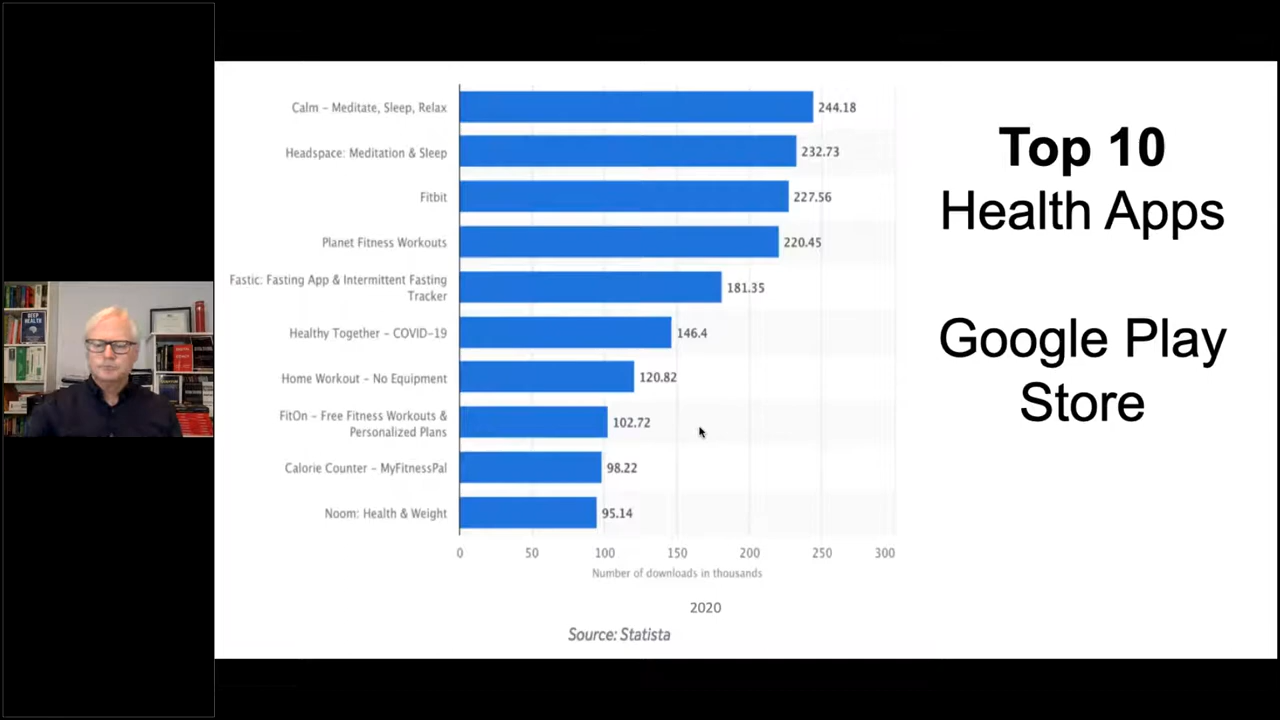 Calm – Meditate, Sleep, Relax
244.18
Headspace: Meditation & Sleep
232.73
Fitbit
227.56
Planet Fitness Workouts
220.45
Fastic: Fasting App & Intermittent Fasting
Tracker
181.35
Healthy Together – COVID–19
146.4
Home Workout – No Equipment
120.82
FitOn – Free Fitness Workouts &
Personalized Plans
102.72
Calorie Counter – MyFitnessPal
98.22
Noom: Health & Weight
95.14
0 50 100 150 200 250 300
Number of downloads in thousands
2020
Source: Statista
Top 10
Health Apps
Google Play
Store
DEEP
HEALTH